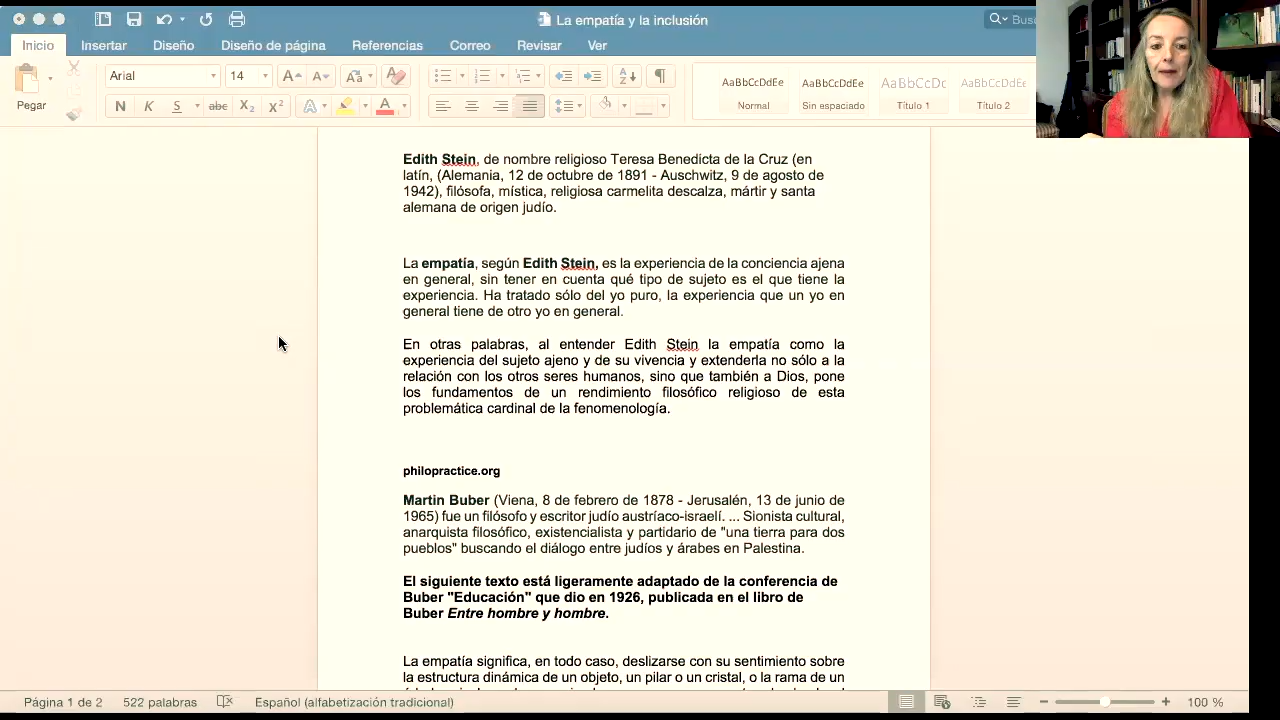 La empatía y la inclusión
Bus
Inicio Insertar Diseño Diseño de página Referencias Correo Revisar Ver
Pegar
Arial 14
N K S abc X2 X2 A A
AaBbCcDdEe AaBbCcDdEe AaBbCcDc AaBbCcDdEe
Normal Sin espaciado Título 1 Título 2
Edith Stein, de nombre religioso Teresa Benedicta de la Cruz (en
latín, (Alemania, 12 de octubre de 1891 - Auschwitz, 9 de agosto de
1942), filósofa, mística, religiosa carmelita descalza, mártir y santa
alemana de origen judío.
La empatía, según Edith Stein, es la experiencia de la conciencia ajena
en general, sin tener en cuenta qué tipo de sujeto es el que tiene la
experiencia. Ha tratado sólo del yo puro, la experiencia que un yo en
general tiene de otro yo en general.
En otras palabras, al entender Edith Stein la empatía como la
experiencia del sujeto ajeno y de su vivencia y extenderla no sólo a la
relación con los otros seres humanos, sino que también a Dios, pone
los fundamentos de un rendimiento filosófico religioso de esta
problemática cardinal de la fenomenología.
philopractice.org
Martin Buber (Viena, 8 de febrero de 1878 - Jerusalén, 13 de junio de
1965) fue un filósofo y escritor judío austríaco-israelí. ... Sionista cultural,
anarquista filosófico, existencialista y partidario de "una tierra para dos
pueblos" buscando el diálogo entre judíos y árabes en Palestina.
El siguiente texto está ligeramente adaptado de la conferencia de
Buber "Educación" que dio en 1926, publicada en el libro de
Buber Entre hombre y hombre.
La empatía significa, en todo caso, deslizarse con su sentimiento sobre
la estructura dinámica de un objeto, un pilar o un cristal, o la rama de un
Página 1 de 2 522 palabras Español (alfabetización tradicional) 100 %